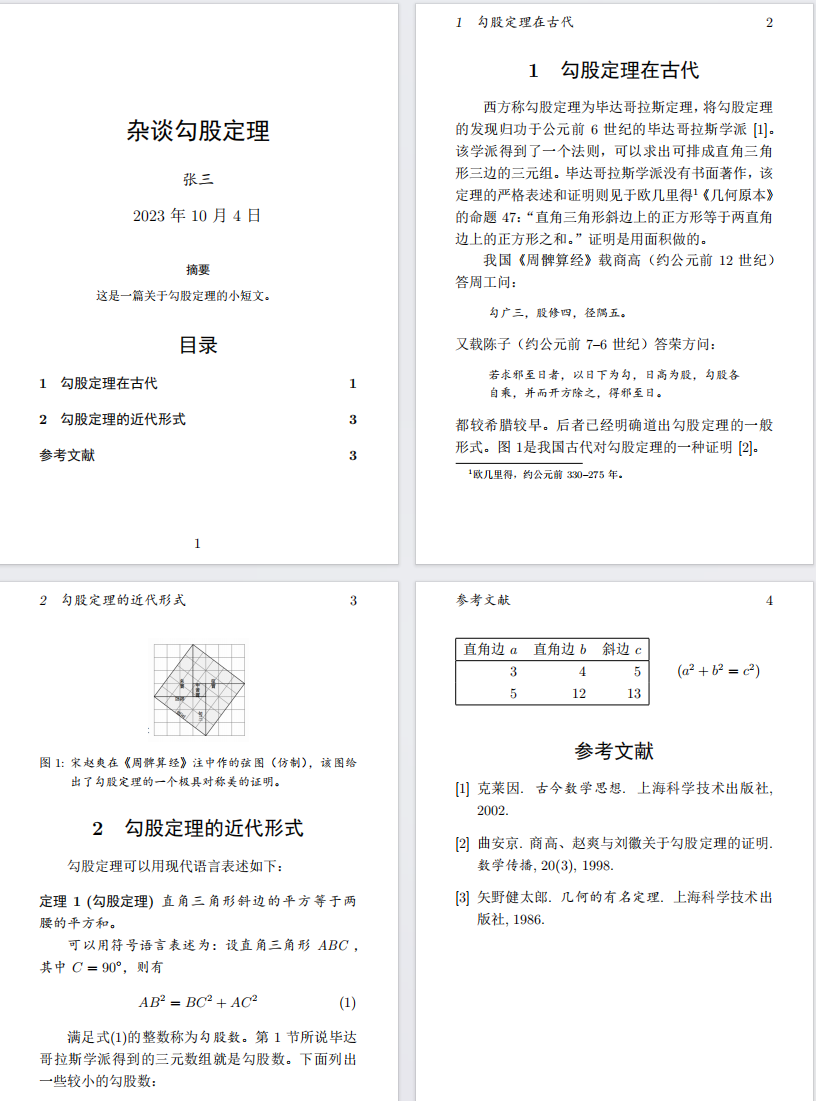 杂谈勾股定理
张三
2023 年 10 月 4 日
摘要
这是一篇关于勾股定理的小短文。
目录
1 勾股定理在古代 1
2 勾股定理的近代形式 3
参考文献 3
1
1 勾股定理在古代 2
1 勾股定理在古代
西方称勾股定理为毕达哥拉斯定理，将勾股定理
的发现归功于公元前 6 世纪的毕达哥拉斯学派 [1]。
该学派得到了一个法则，可以求出可排成直角三角
形三边的三元组。毕达哥拉斯学派没有书面著作，该
定理的严格表述和证明则见于欧几里得¹《几何原本》
的命题 47：“直角三角形斜边上的正方形等于两直角
边上的正方形之和。”证明是用面积做的。
我国《周髀算经》载商高（约公元前 12 世纪）
答周工问：
勾广三，股修四，径隅五。
又载陈子（约公元前 7–6 世纪）答荣方问：
若求邪至日者，以日下为勾，日高为股，勾股各
自乘，并而开方除之，得邪至日。
都较希腊较早。后者已经明确道出勾股定理的一般
形式。图 1是我国古代对勾股定理的一种证明 [2]。
¹欧几里得，约公元前 330–275 年。
2 勾股定理的近代形式 3
:
图 1: 宋赵爽在《周髀算经》注中作的弦图（仿制），该图给
出了勾股定理的一个极具对称美的证明。
2 勾股定理的近代形式
勾股定理可以用现代语言表述如下：
定理 1 (勾股定理) 直角三角形斜边的平方等于两
腰的平方和。
可以用符号语言表述为：设直角三角形 ABC ，
其中 C = 90°，则有
AB² = BC² + AC² (1)
满足式(1)的整数称为勾股数。第 1 节所说毕达
哥拉斯学派得到的三元数组就是勾股数。下面列出
一些较小的勾股数：
参考文献 4
直角边 a 直角边 b 斜边 c
3 4 5 (a² + b² = c²)
5 12 13
参考文献
[1] 克莱因. 古今数学思想. 上海科学技术出版社,
2002.
[2] 曲安京. 商高、赵爽与刘徽关于勾股定理的证明.
数学传播, 20(3), 1998.
[3] 矢野健太郎. 几何的有名定理. 上海科学技术出
版社, 1986.